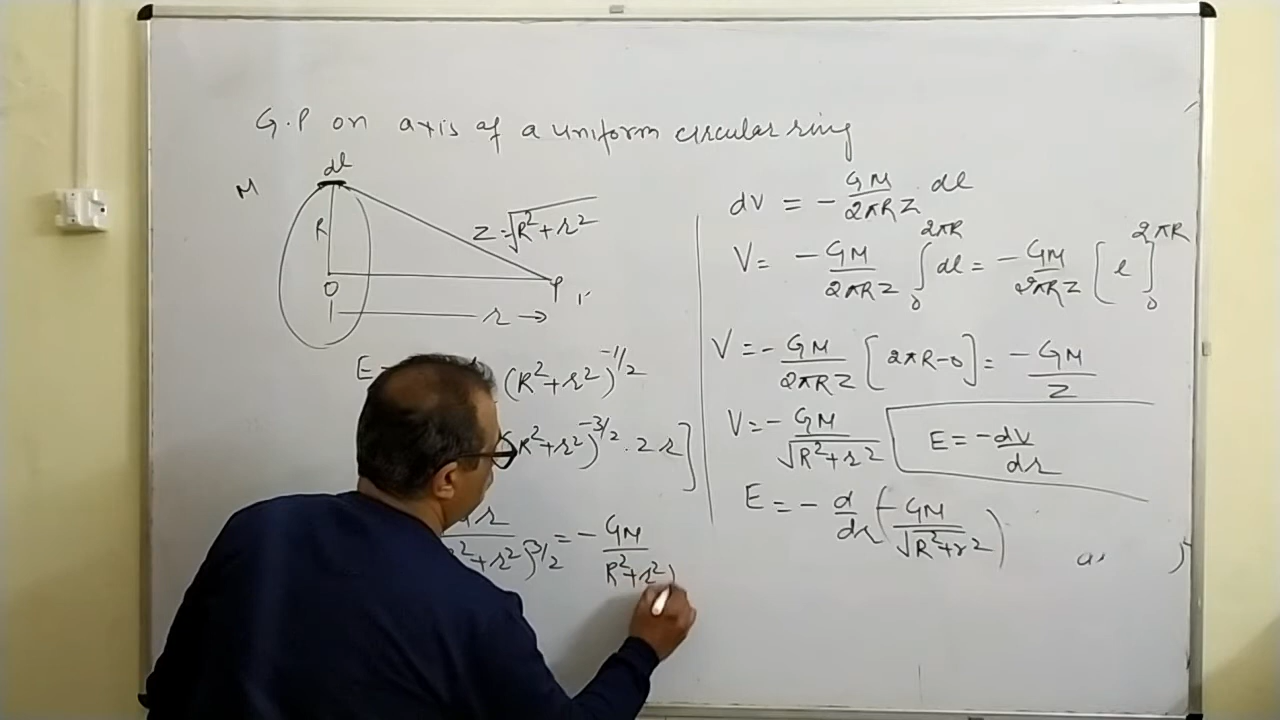 G.P on axis of a uniform circular ring
M
dl
R
Z=√R²+r²
O
P
r →
E
(R²+r²)^-1/2
R²+r²)^-3/2 . 2r]
r
²+r²)^3/2 = - GM
R²+r²)
dV = - GM/2πRZ dl
V = -GM/2πRZ ∫₀^2πR dl = -GM/2πRZ [l]₀^2πR
V = - GM/2πRZ [2πR-0] = -GM/Z
V = - GM/√R²+r²
E = -dV/dr
E = - d/dr (-GM/√R²+r²)